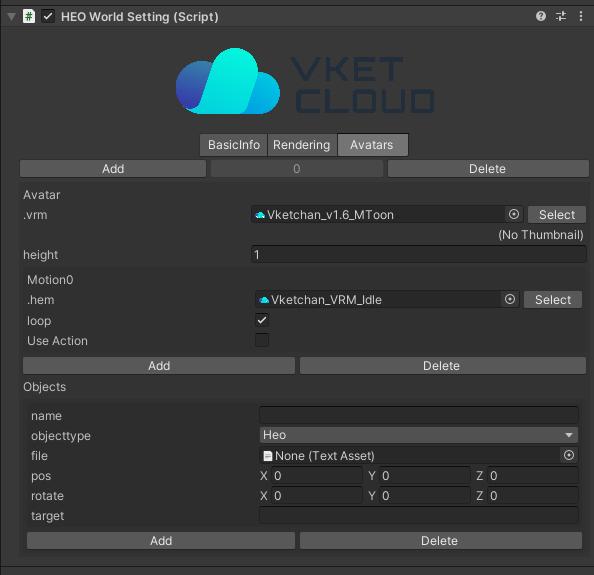 HEO World Setting (Script)
VKET
CLOUD
BasicInfo Rendering Avatars
Add 0 Delete
Avatar
.vrm Vketchan_v1.6_MToon Select
(No Thumbnail)
height 1
Motion0
.hem Vketchan_VRM_Idle Select
loop
Use Action
Add Delete
Objects
name
objecttype Heo
file None (Text Asset)
pos X 0 Y 0 Z 0
rotate X 0 Y 0 Z 0
target
Add Delete